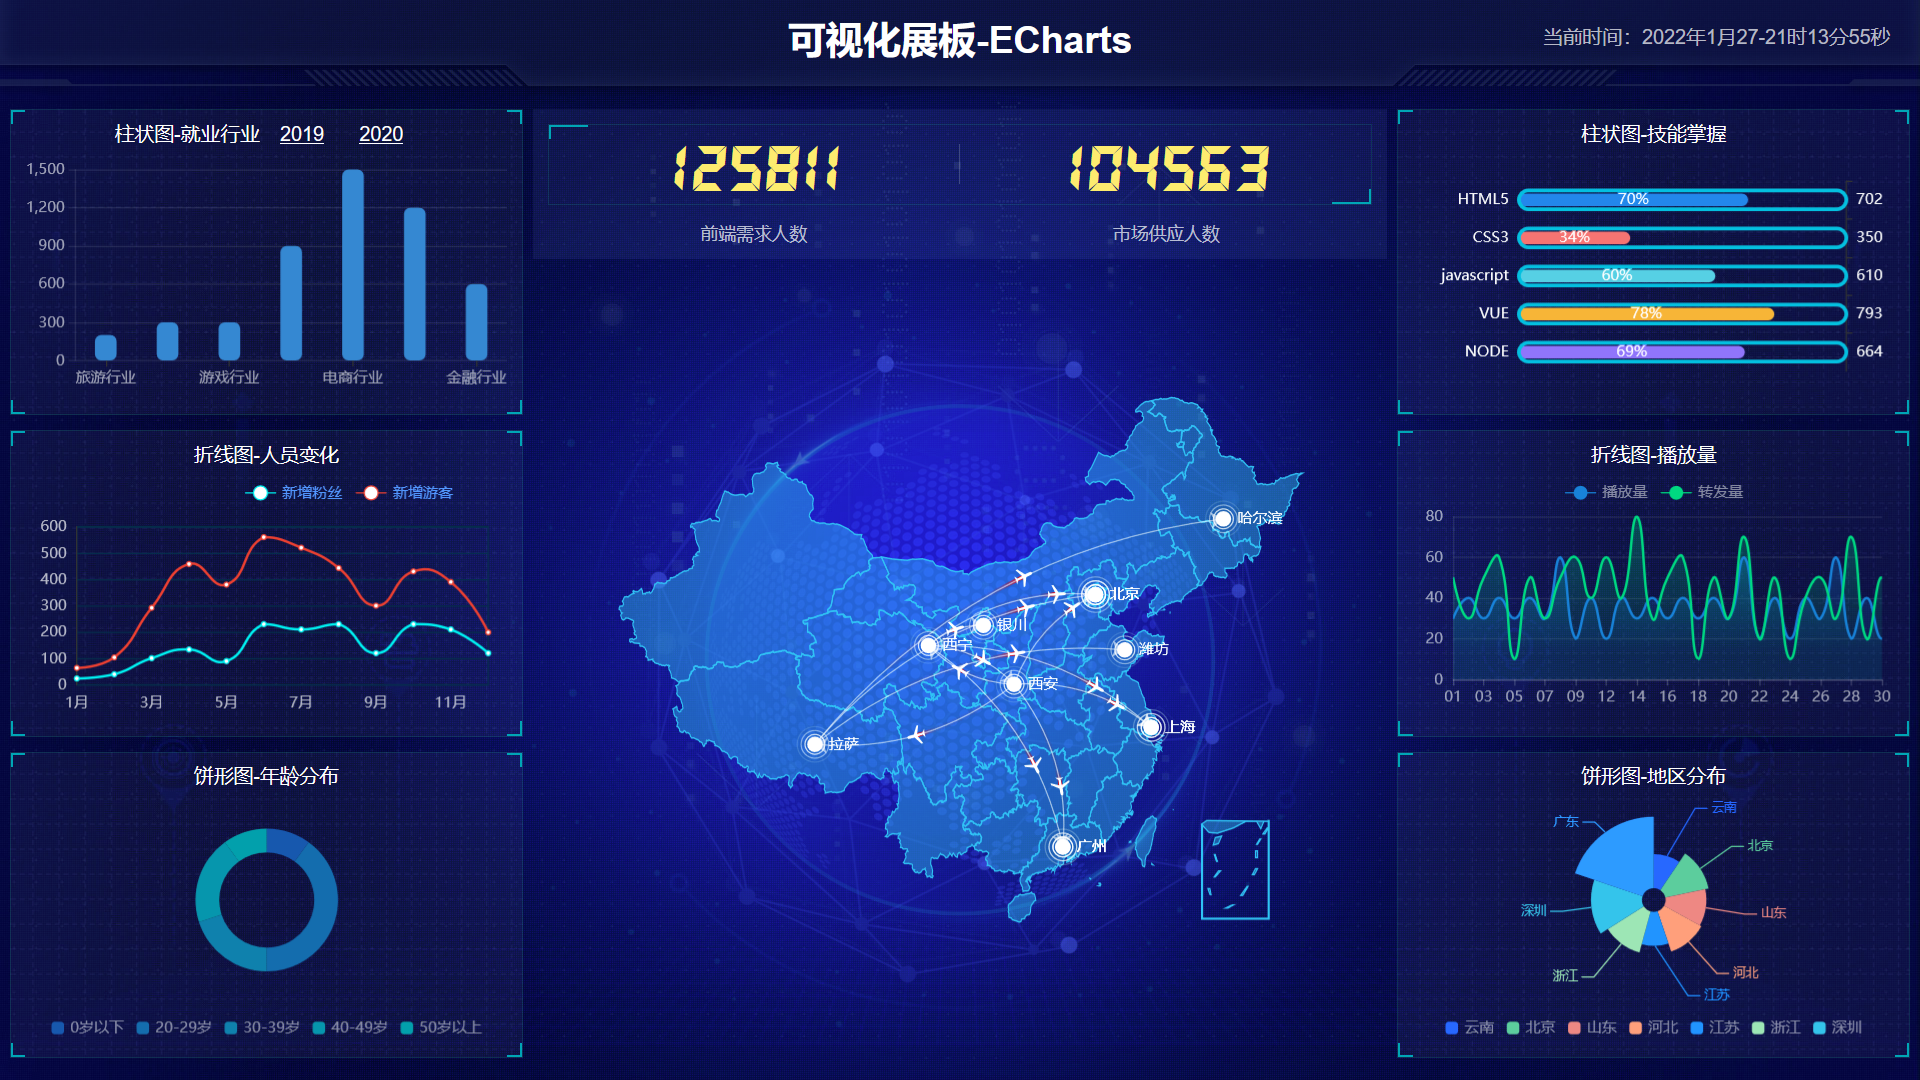 可视化展板-ECharts
当前时间：2022年1月27-21时13分55秒
柱状图-就业行业 2019 2020
1,500
1,200
900
600
300
0
旅游行业 游戏行业 电商行业 金融行业
折线图-人员变化
新增粉丝 新增游客
600
500
400
300
200
100
0
1月 3月 5月 7月 9月 11月
饼形图-年龄分布
0岁以下 20-29岁 30-39岁 40-49岁 50岁以上
125811 104563
前端需求人数 市场供应人数
哈尔滨
北京
银川
西宁
潍坊
西安
上海
拉萨
广州
柱状图-技能掌握
HTML5 70% 702
CSS3 34% 350
javascript 60% 610
VUE 78% 793
NODE 69% 664
折线图-播放量
播放量 转发量
80
60
40
20
0
01 03 05 07 09 12 14 16 18 20 22 24 26 28 30
饼形图-地区分布
云南
广东
北京
深圳
山东
浙江
河北
江苏
云南 北京 山东 河北 江苏 浙江 深圳